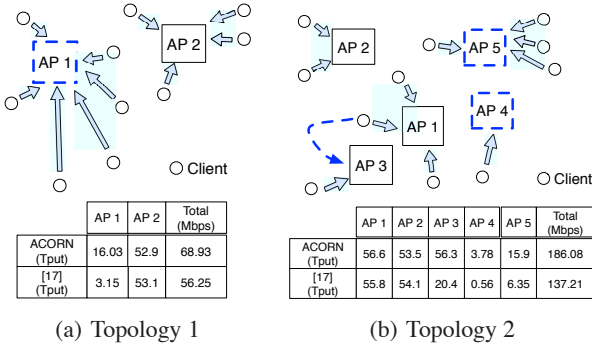 AP 1
AP 2
Client
AP 1 AP 2 Total (Mbps)
ACORN (Tput) 16.03 52.9 68.93
[17] (Tput) 3.15 53.1 56.25
(a) Topology 1
AP 2
AP 5
AP 4
AP 1
AP 3
Client
AP 1 AP 2 AP 3 AP 4 AP 5 Total (Mbps)
ACORN (Tput) 56.6 53.5 56.3 3.78 15.9 186.08
[17] (Tput) 55.8 54.1 20.4 0.56 6.35 137.21
(b) Topology 2